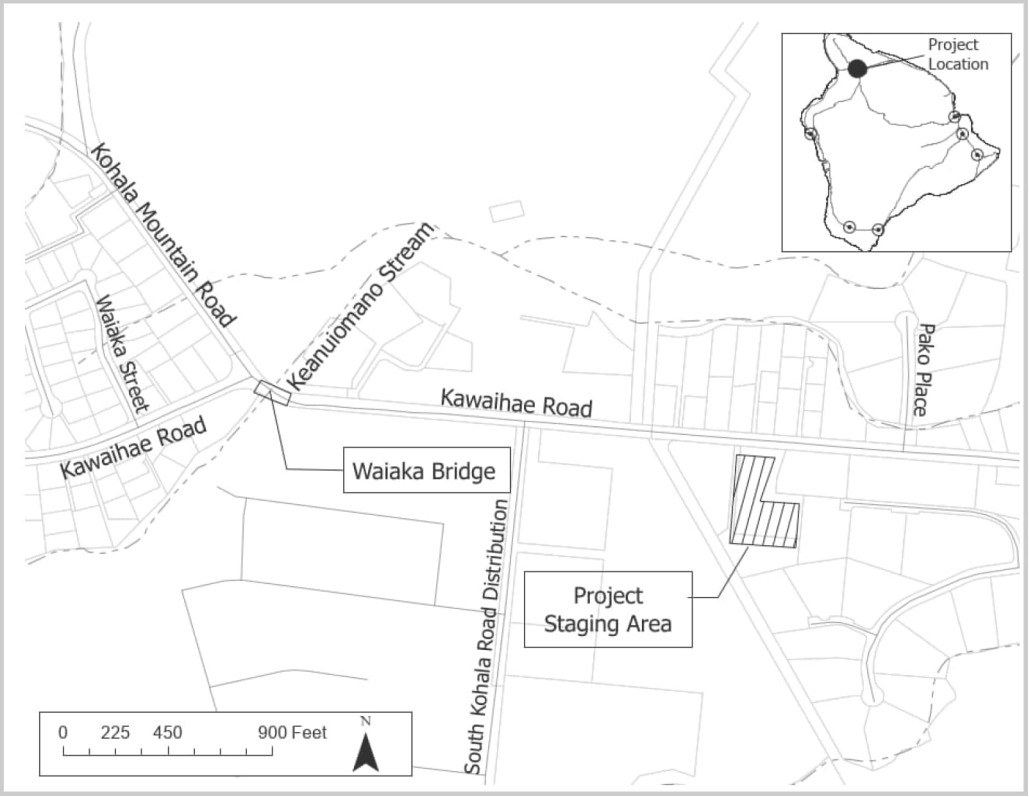 Project
Location
Kohala Mountain Road
Keanuiomano Stream
Waiaka Street
Pako Place
Kawaihae Road
Kawaihae Road
Waiaka Bridge
South Kohala Road Distribution
Project
Staging Area
N
0 225 450 900 Feet